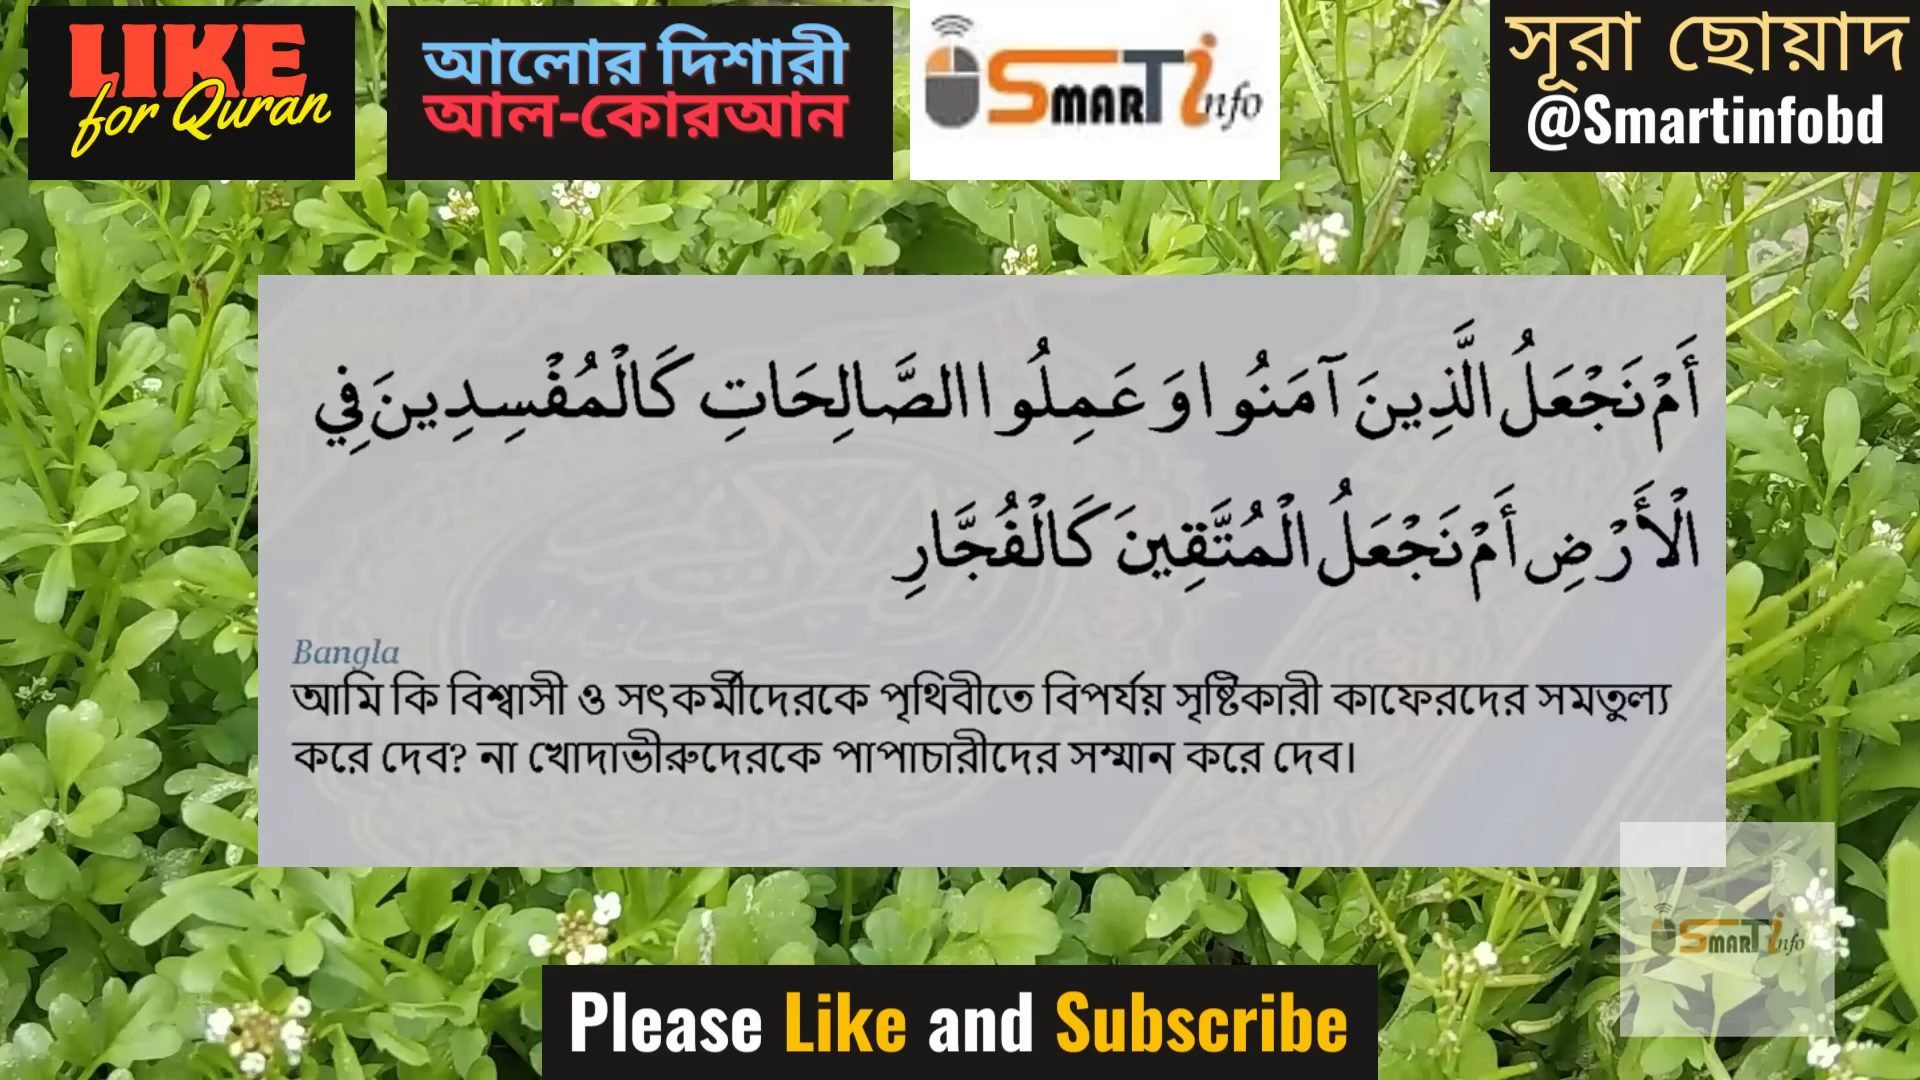 LIKE
for Quran
আলোর দিশারী
আল-কোরআন
SMARTinfo
সূরা ছোয়াদ
@Smartinfobd
أَمْ نَجْعَلُ الَّذِينَ آمَنُوا وَعَمِلُوا الصَّالِحَاتِ كَالْمُفْسِدِينَ فِي
الْأَرْضِ أَمْ نَجْعَلُ الْمُتَّقِينَ كَالْفُجَّارِ
Bangla
আমি কি বিশ্বাসী ও সৎকর্মীদেরকে পৃথিবীতে বিপর্যয় সৃষ্টিকারী কাফেরদের সমতুল্য
করে দেব? না খোদাভীরুদেরকে পাপাচারীদের সম্মান করে দেব।
SMARTinfo
Please Like and Subscribe